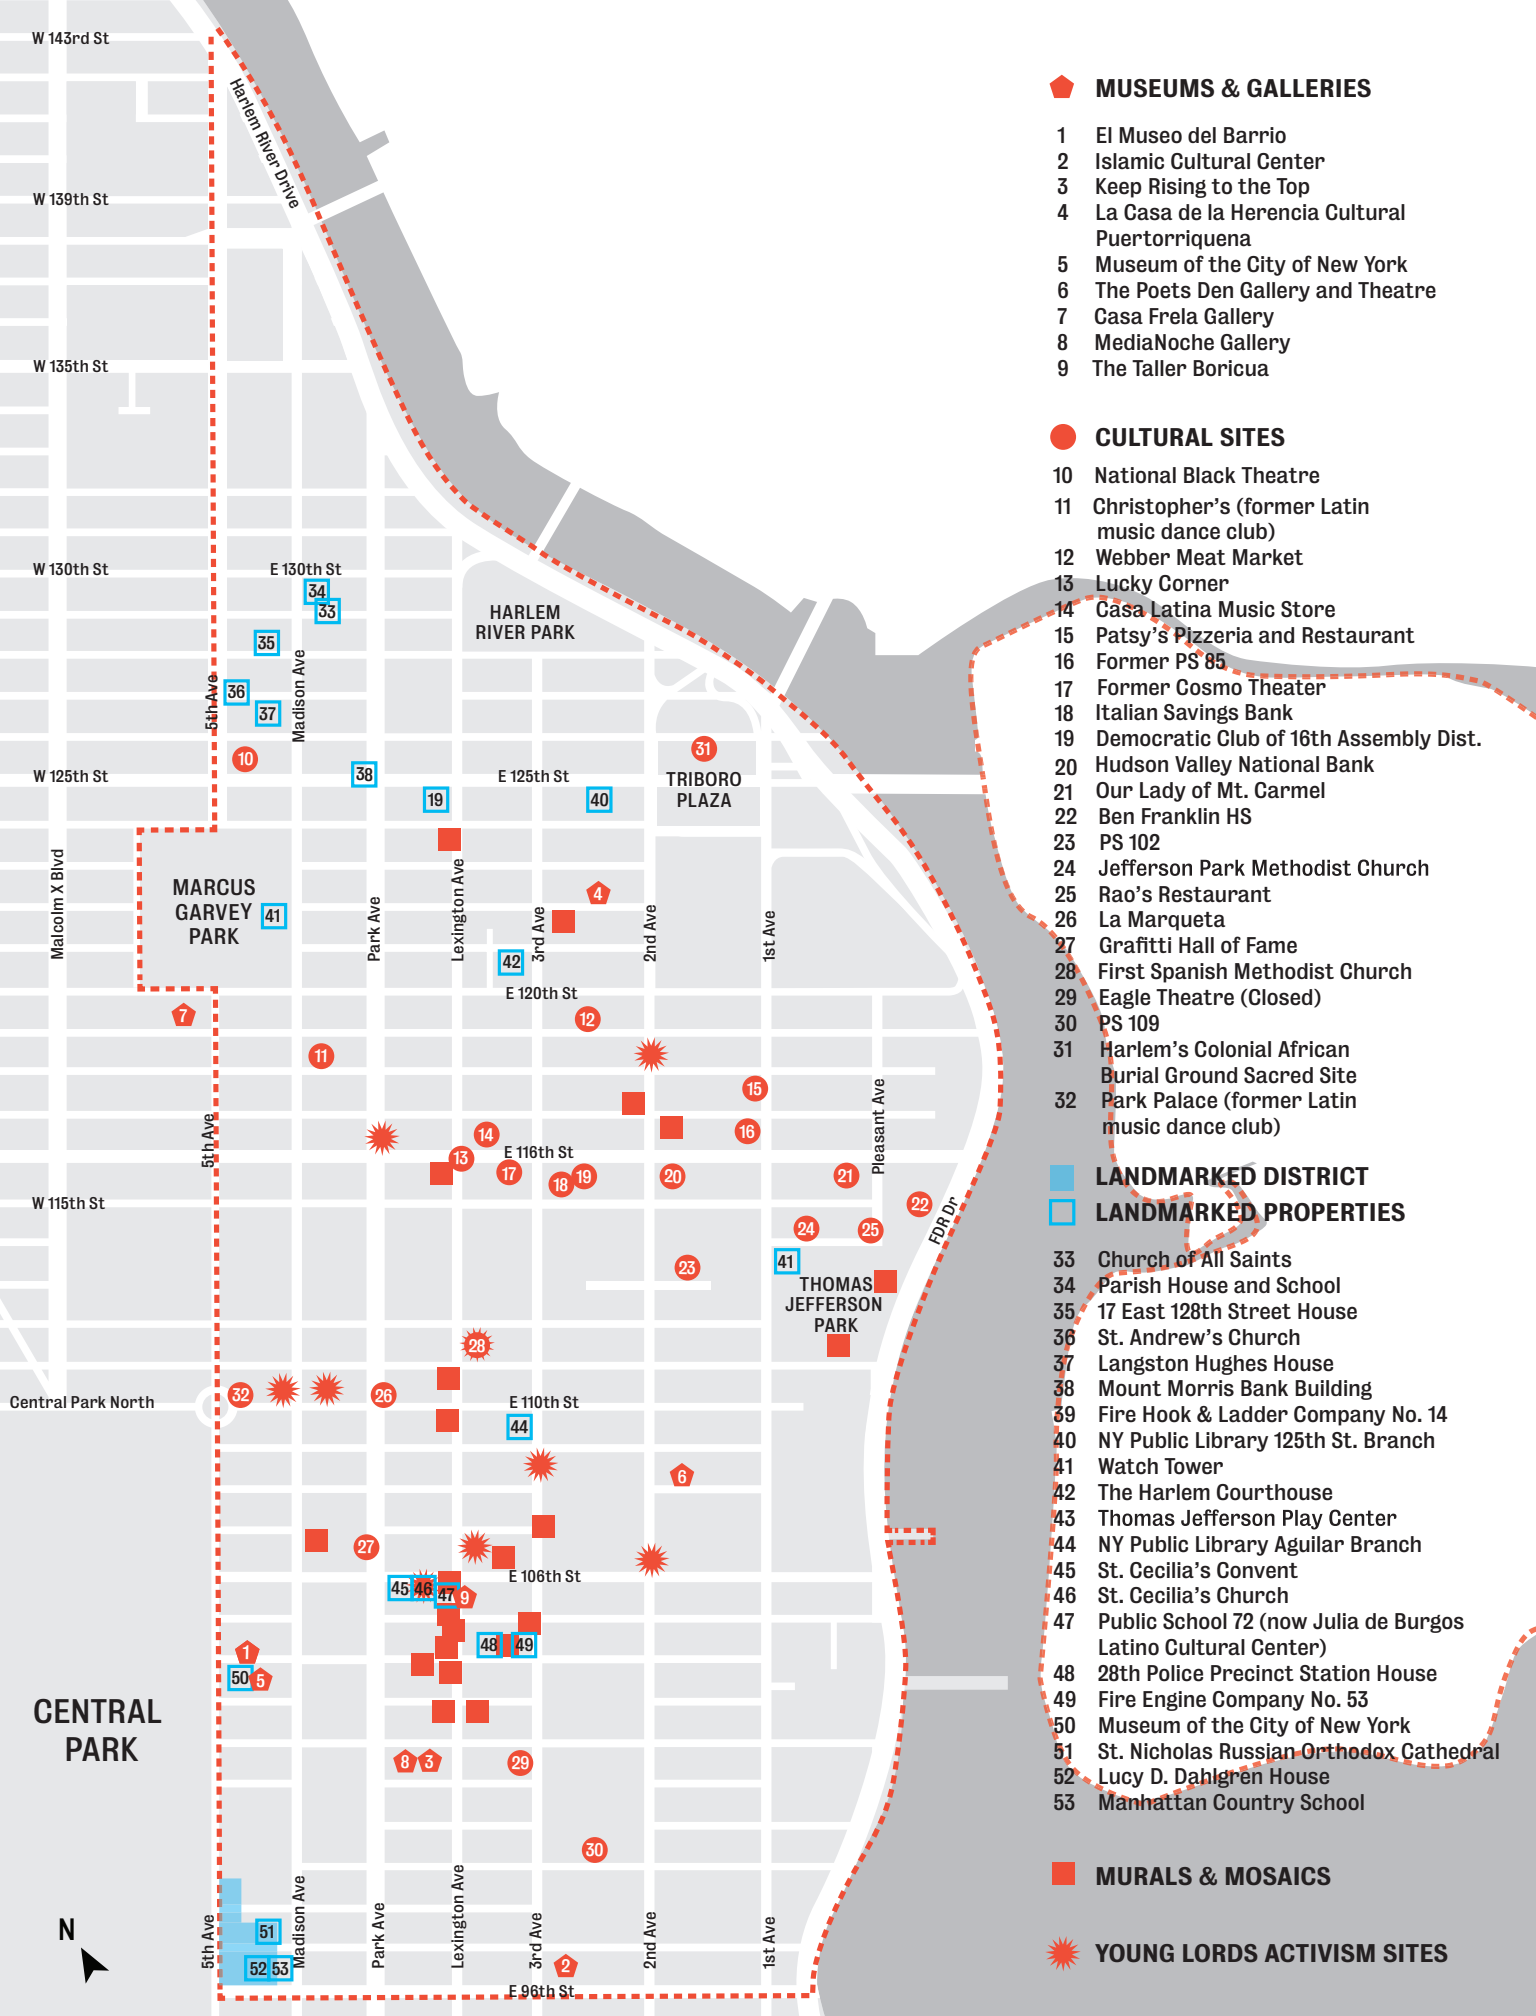 W 143rd St
Harlem River Drive
W 139th St
W 135th St
W 130th St
E 130th St
34
33
HARLEM
RIVER PARK
35
Madison Ave
5th Ave
36
37
10
31
W 125th St
38
E 125th St
TRIBORO
PLAZA
19
40
Malcolm X Blvd
MARCUS
GARVEY
PARK
41
Park Ave
Lexington Ave
4
3rd Ave
2nd Ave
1st Ave
42
E 120th St
7
12
11
15
Pleasant Ave
5th Ave
14
16
E 116th St
13
17
18
19
20
21
W 115th St
22
FDR Dr
24
25
23
41
THOMAS
JEFFERSON
PARK
28
32
26
Central Park North
E 110th St
44
6
27
E 106th St
45
46
47
9
1
48
49
50
5
CENTRAL
PARK
8
3
29
30
N
5th Ave
Madison Ave
Park Ave
Lexington Ave
3rd Ave
2nd Ave
1st Ave
51
52
53
2
E 96th St
MUSEUMS & GALLERIES
1 El Museo del Barrio
2 Islamic Cultural Center
3 Keep Rising to the Top
4 La Casa de la Herencia Cultural
Puertorriquena
5 Museum of the City of New York
6 The Poets Den Gallery and Theatre
7 Casa Frela Gallery
8 MediaNoche Gallery
9 The Taller Boricua
CULTURAL SITES
10 National Black Theatre
11 Christopher's (former Latin
music dance club)
12 Webber Meat Market
13 Lucky Corner
14 Casa Latina Music Store
15 Patsy's Pizzeria and Restaurant
16 Former PS 85
17 Former Cosmo Theater
18 Italian Savings Bank
19 Democratic Club of 16th Assembly Dist.
20 Hudson Valley National Bank
21 Our Lady of Mt. Carmel
22 Ben Franklin HS
23 PS 102
24 Jefferson Park Methodist Church
25 Rao's Restaurant
26 La Marqueta
27 Grafitti Hall of Fame
28 First Spanish Methodist Church
29 Eagle Theatre (Closed)
30 PS 109
31 Harlem's Colonial African
Burial Ground Sacred Site
32 Park Palace (former Latin
music dance club)
LANDMARKED DISTRICT
LANDMARKED PROPERTIES
33 Church of All Saints
34 Parish House and School
35 17 East 128th Street House
36 St. Andrew's Church
37 Langston Hughes House
38 Mount Morris Bank Building
39 Fire Hook & Ladder Company No. 14
40 NY Public Library 125th St. Branch
41 Watch Tower
42 The Harlem Courthouse
43 Thomas Jefferson Play Center
44 NY Public Library Aguilar Branch
45 St. Cecilia's Convent
46 St. Cecilia's Church
47 Public School 72 (now Julia de Burgos
Latino Cultural Center)
48 28th Police Precinct Station House
49 Fire Engine Company No. 53
50 Museum of the City of New York
51 St. Nicholas Russian Orthodox Cathedral
52 Lucy D. Dahlgren House
53 Manhattan Country School
MURALS & MOSAICS
YOUNG LORDS ACTIVISM SITES